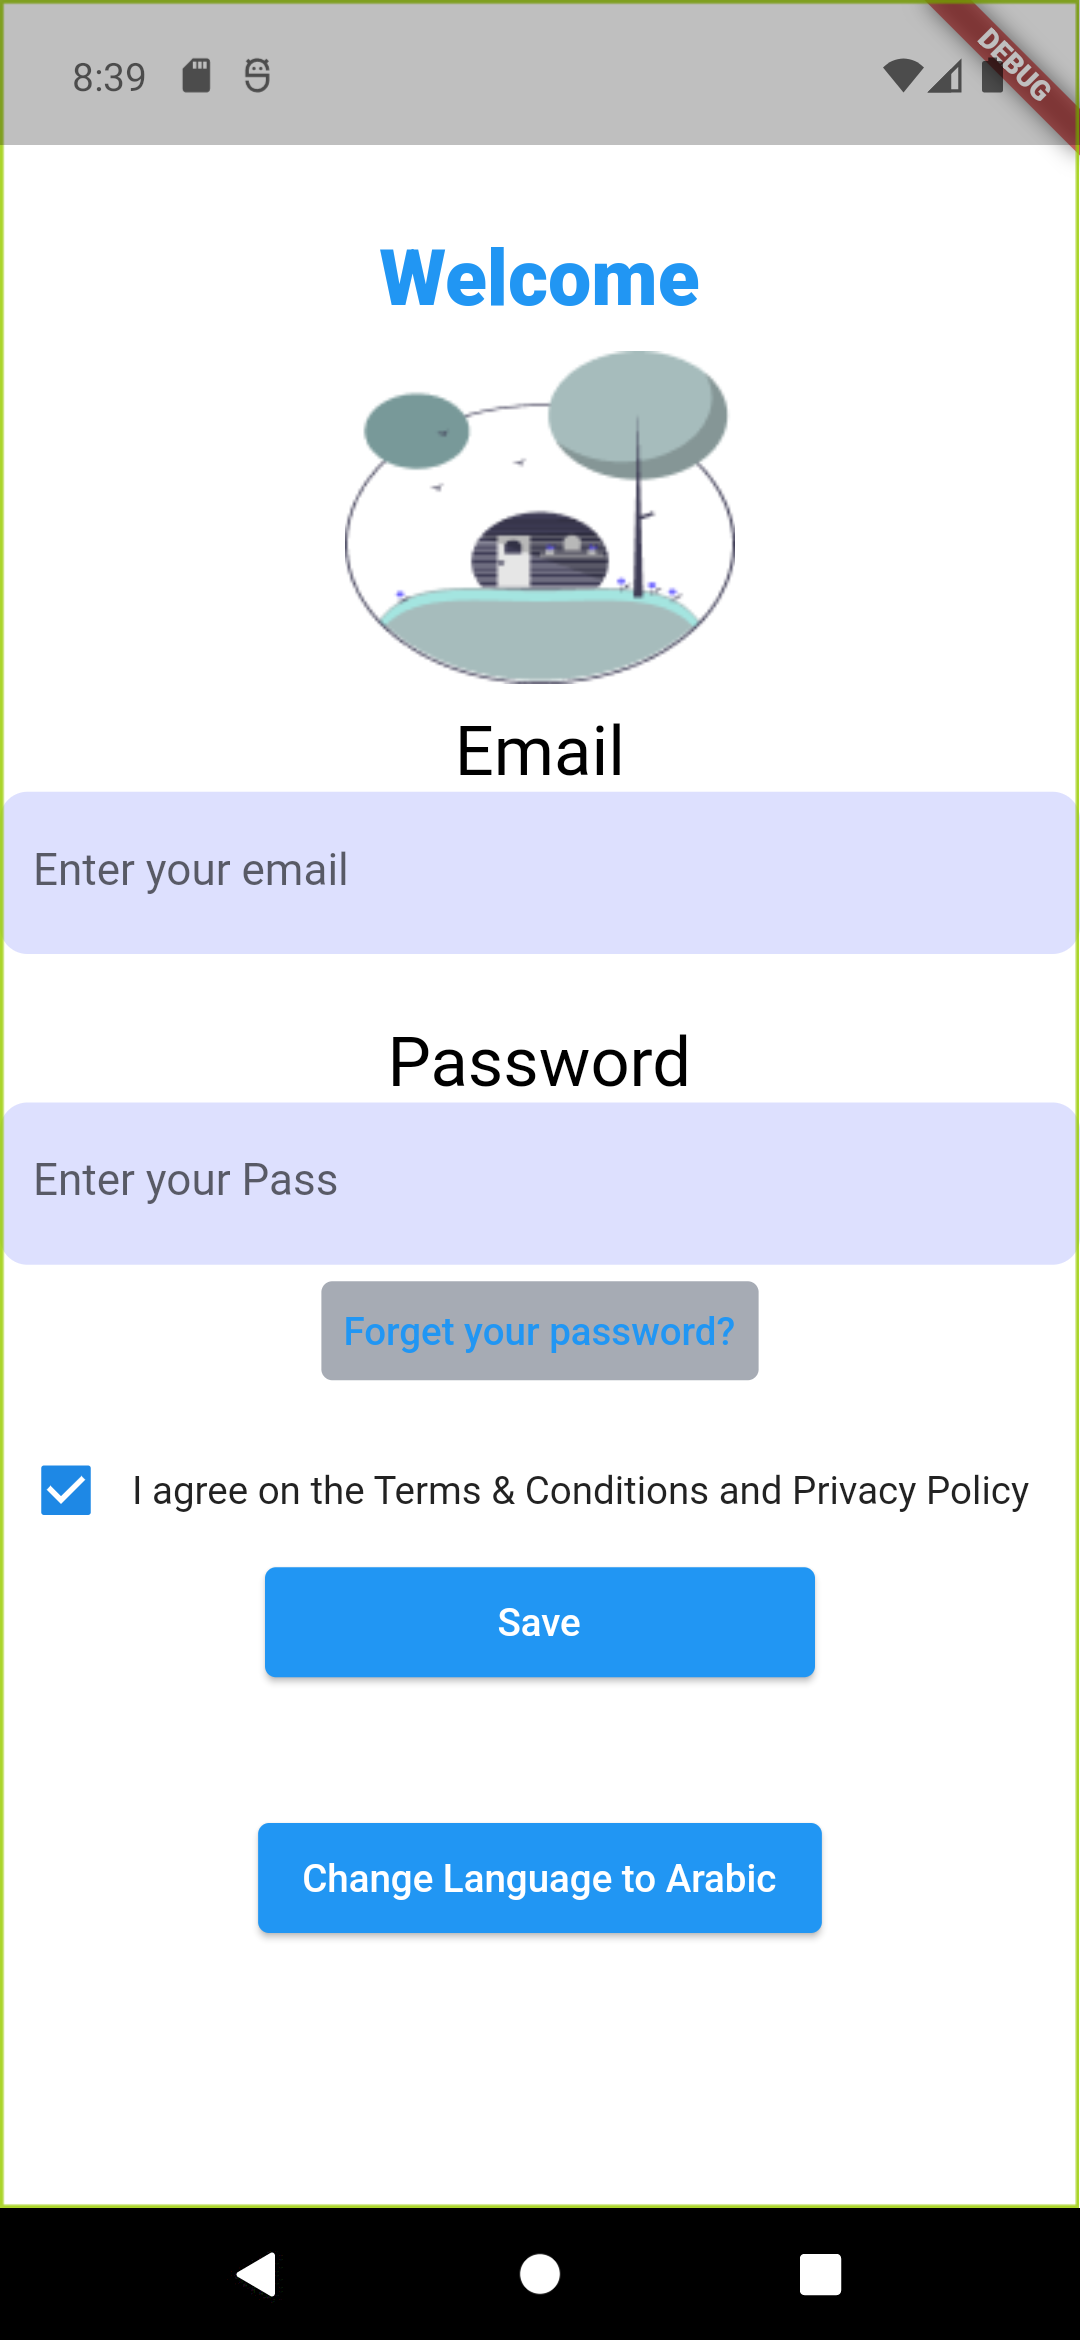 8:39
DEBUG
Welcome
Email
Enter your email
Password
Enter your Pass
Forget your password?
I agree on the Terms & Conditions and Privacy Policy
Save
Change Language to Arabic